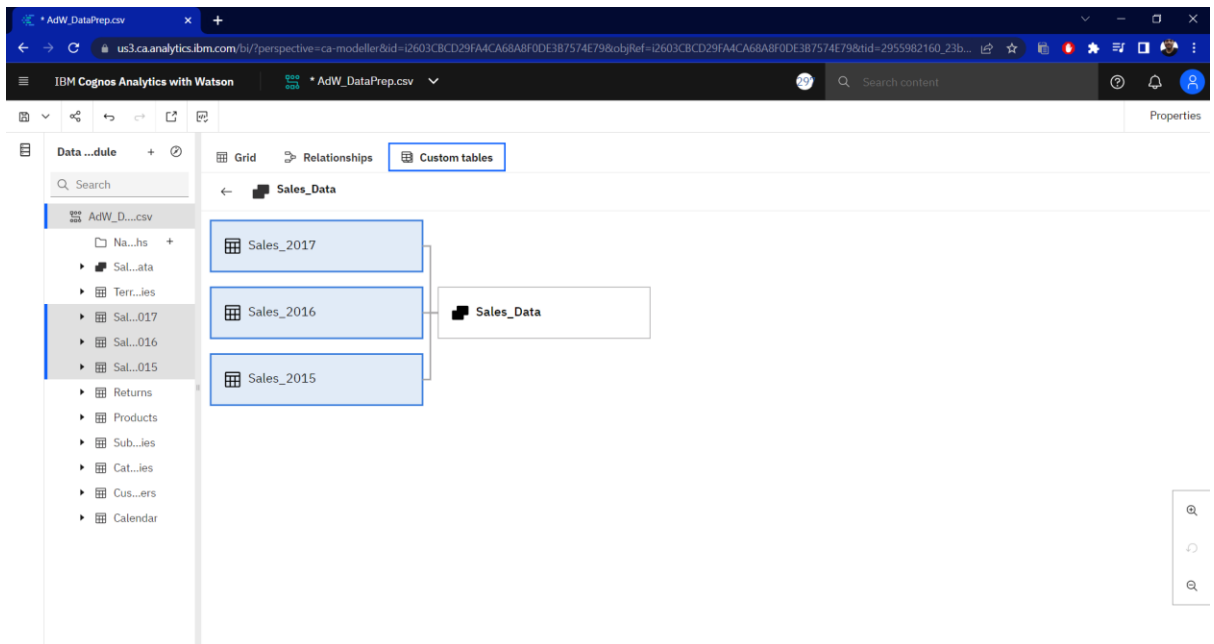 * AdW_DataPrep.csv
us3.ca.analytics.ibm.com/bi/?perspective=ca-modeller&id=i2603CBCD29FA4CA68A8F0DE3B7574E79&objRef=i2603CBCD29FA4CA68A8F0DE3B7574E79&tid=2955982160_23b...
IBM Cognos Analytics with Watson
* AdW_DataPrep.csv
Search content
Properties
Data ...dule
Grid
Relationships
Custom tables
Search
Sales_Data
AdW_D....csv
Na...hs
Sal...ata
Terr...ies
Sal...017
Sal...016
Sal...015
Returns
Products
Sub...ies
Cat...ies
Cus...ers
Calendar
Sales_2017
Sales_2016
Sales_Data
Sales_2015